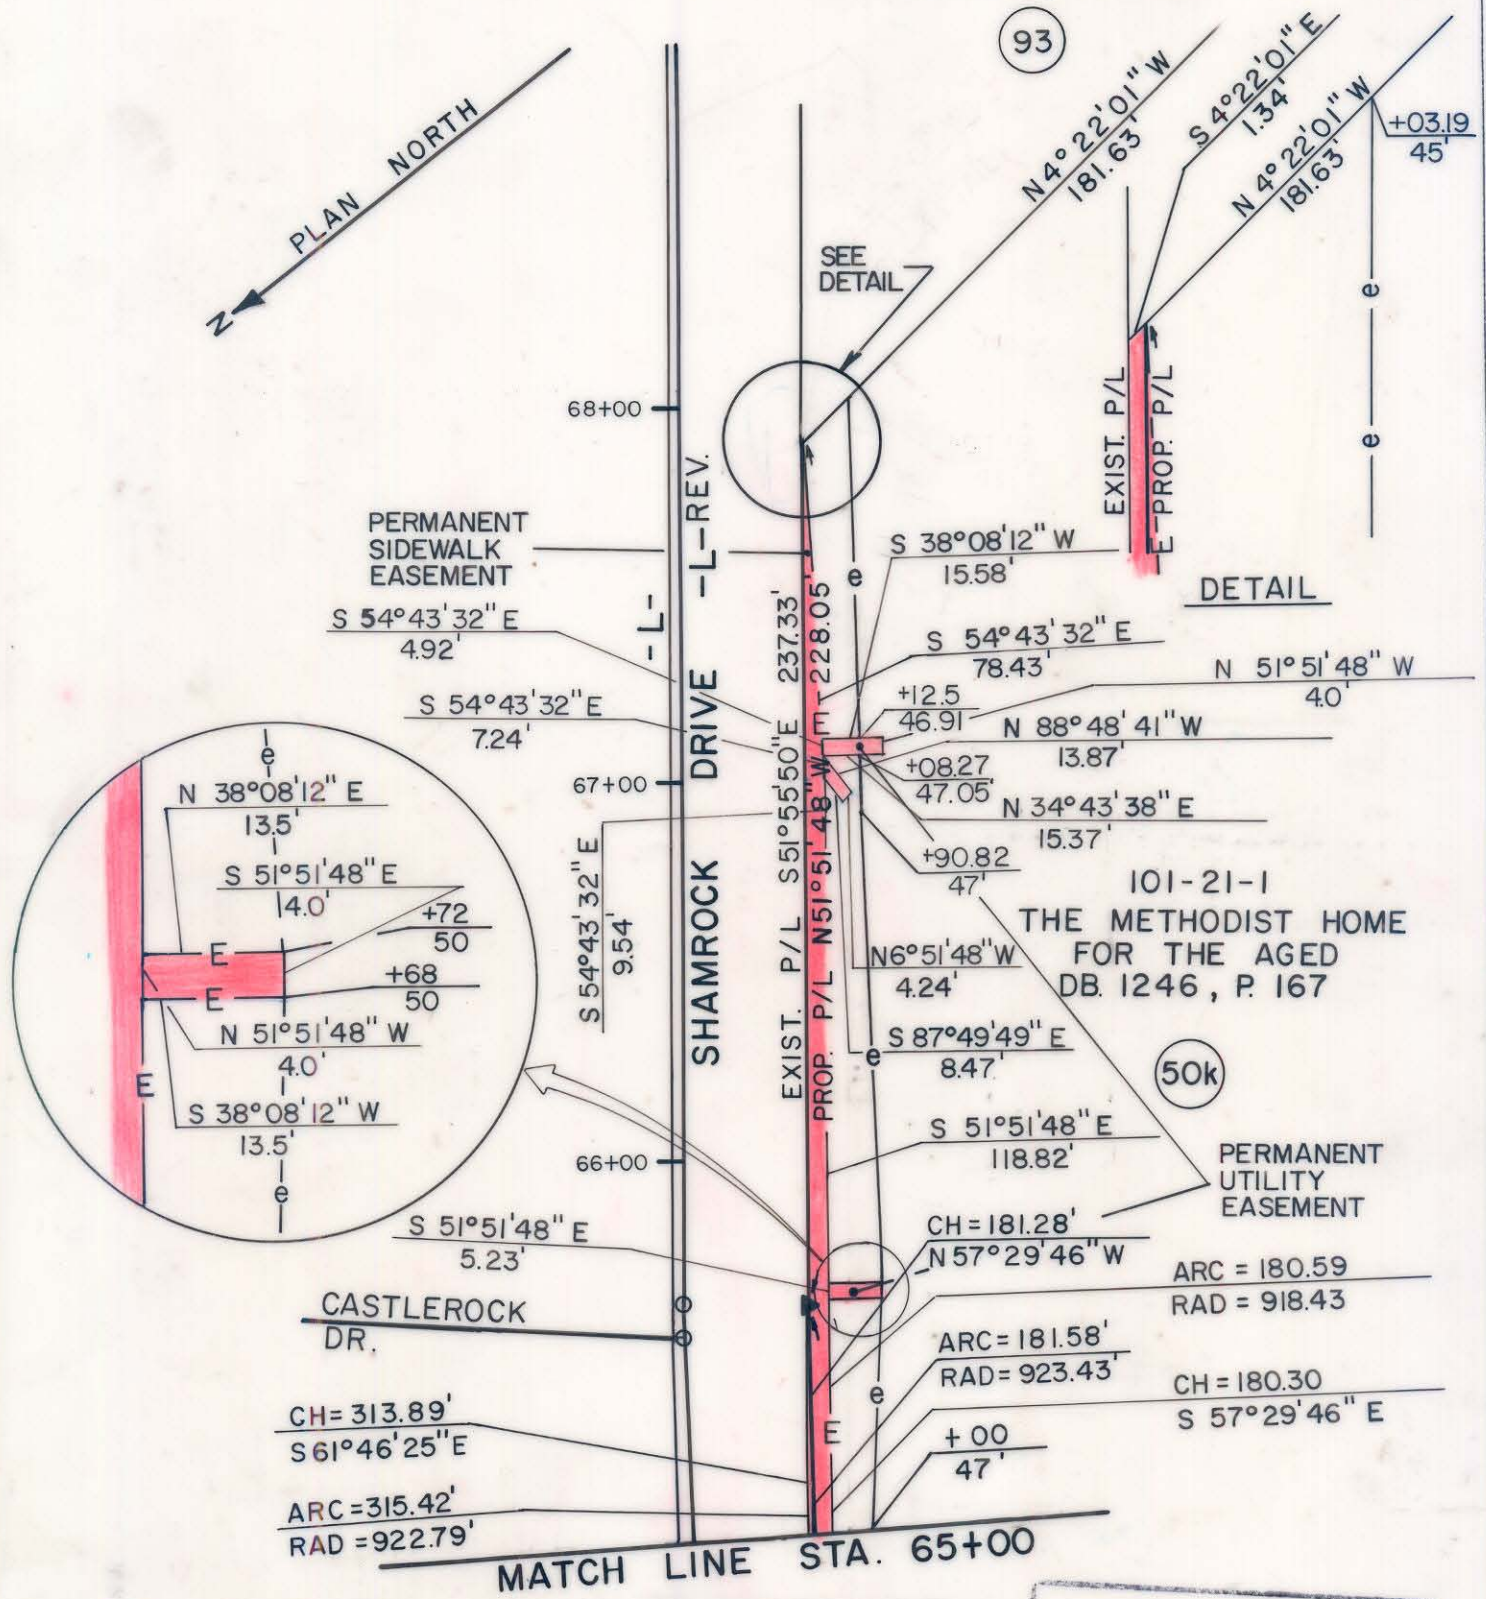 93
PLAN NORTH
N
N 4° 22' 01" W
181.63'
S 4° 22' 01" E
1.34'
N 4° 22' 01" W
181.63'
+03.19
45'
SEE
DETAIL
e
e
EXIST. P/L
E PROP. P/L
DETAIL
68+00
PERMANENT
SIDEWALK
EASEMENT
-L-
-L-REV.
SHAMROCK DRIVE
S 54°43'32" E
4.92'
S 54°43'32" E
7.24'
67+00
S 54°43'32" E
9.54'
EXIST. P/L S51°55'50"E 237.33'
PROP. P/L N51°51'48"W E 228.05'
e
S 38°08'12" W
15.58'
S 54°43'32" E
78.43'
N 51°51'48" W
4.0'
+12.5
46.91
N 88°48'41" W
13.87'
+08.27
47.05'
N 34°43'38" E
15.37'
+90.82
47'
101-21-1
THE METHODIST HOME
FOR THE AGED
DB. 1246, P. 167
N6°51'48"W
4.24'
S 87°49'49" E
8.47'
e
50k
S 51°51'48" E
118.82'
PERMANENT
UTILITY
EASEMENT
e
N 38°08'12" E
13.5'
S 51°51'48" E
4.0'
+72
50
E
+68
50
E
N 51°51'48" W
4.0'
E
S 38°08'12" W
13.5'
e
66+00
S 51°51'48" E
5.23'
CH = 181.28'
N 57°29'46" W
ARC = 180.59
RAD = 918.43
CASTLEROCK
DR.
ARC = 181.58'
RAD = 923.43'
CH = 180.30
S 57°29'46" E
CH = 313.89'
S 61°46'25" E
e
E
+ 00
47'
ARC = 315.42'
RAD = 922.79'
MATCH LINE STA. 65+00